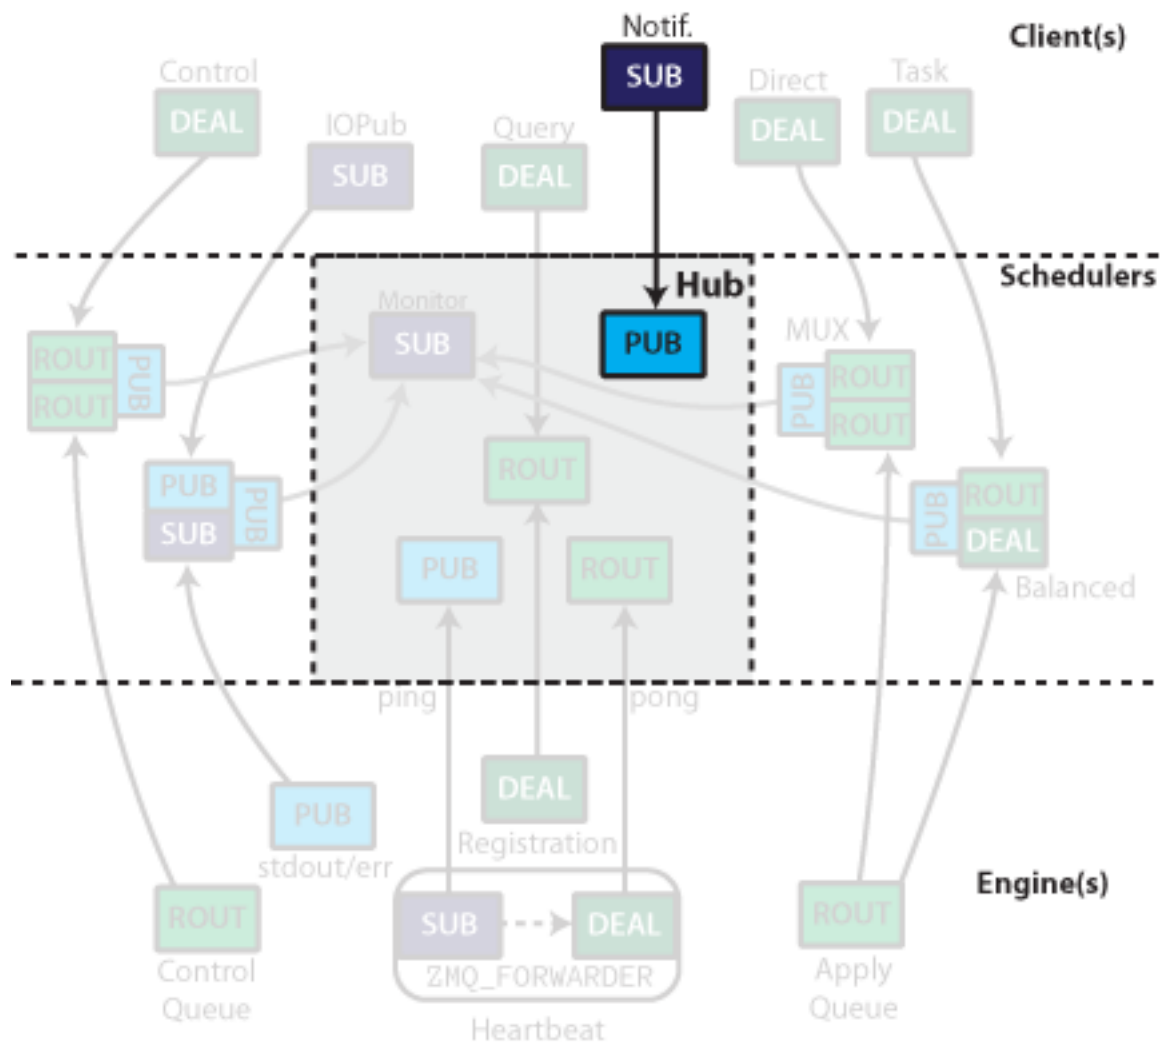 Notif.
Client(s)
SUB
Control
DEAL
IOPub
SUB
Query
DEAL
Direct
DEAL
Task
DEAL
Schedulers
Hub
Monitor
SUB
PUB
MUX
ROUT
ROUT
PUB
PUB
ROUT
ROUT
ROUT
PUB
SUB
PUB
PUB
ROUT
DEAL
PUB
ROUT
Balanced
ping
pong
DEAL
Registration
PUB
stdout/err
Engine(s)
ROUT
Control
Queue
SUB
DEAL
ZMQ_FORWARDER
Heartbeat
ROUT
Apply
Queue